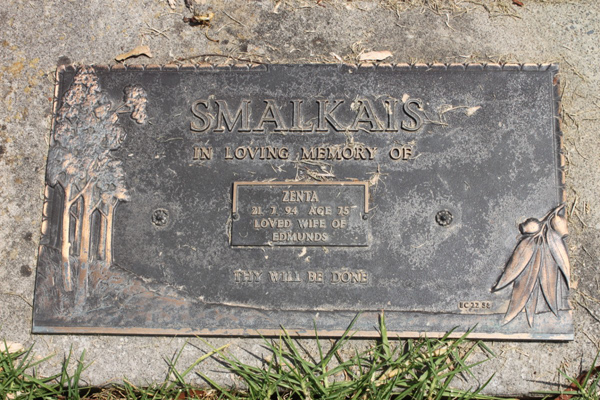 SMALKAIS
IN LOVING MEMORY OF
ZENTA
21. 7. 94 AGE 75
LOVED WIFE OF
EDMUNDS
THY WILL BE DONE